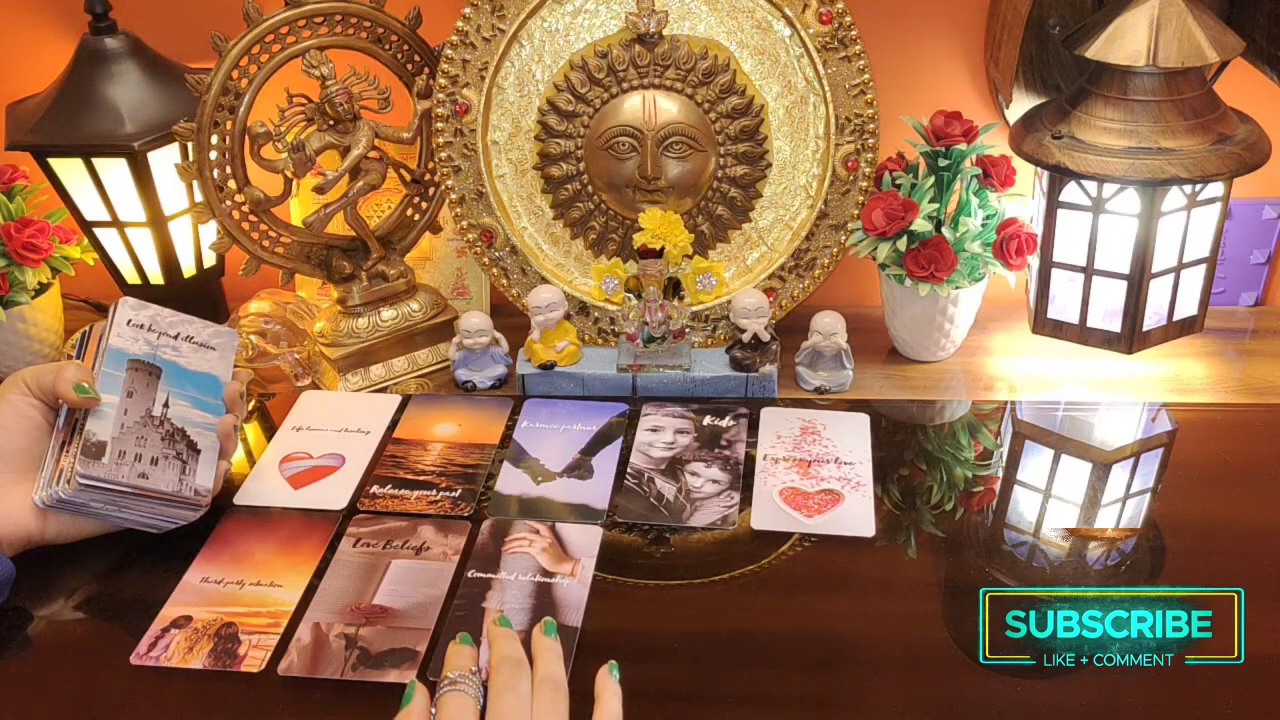 Look beyond illusion
Life lessons and healing
Release your past
Karmic partner
Kids
Express your love
Third-party situation
Love Beliefs
Committed relationship
SUBSCRIBE
LIKE + COMMENT